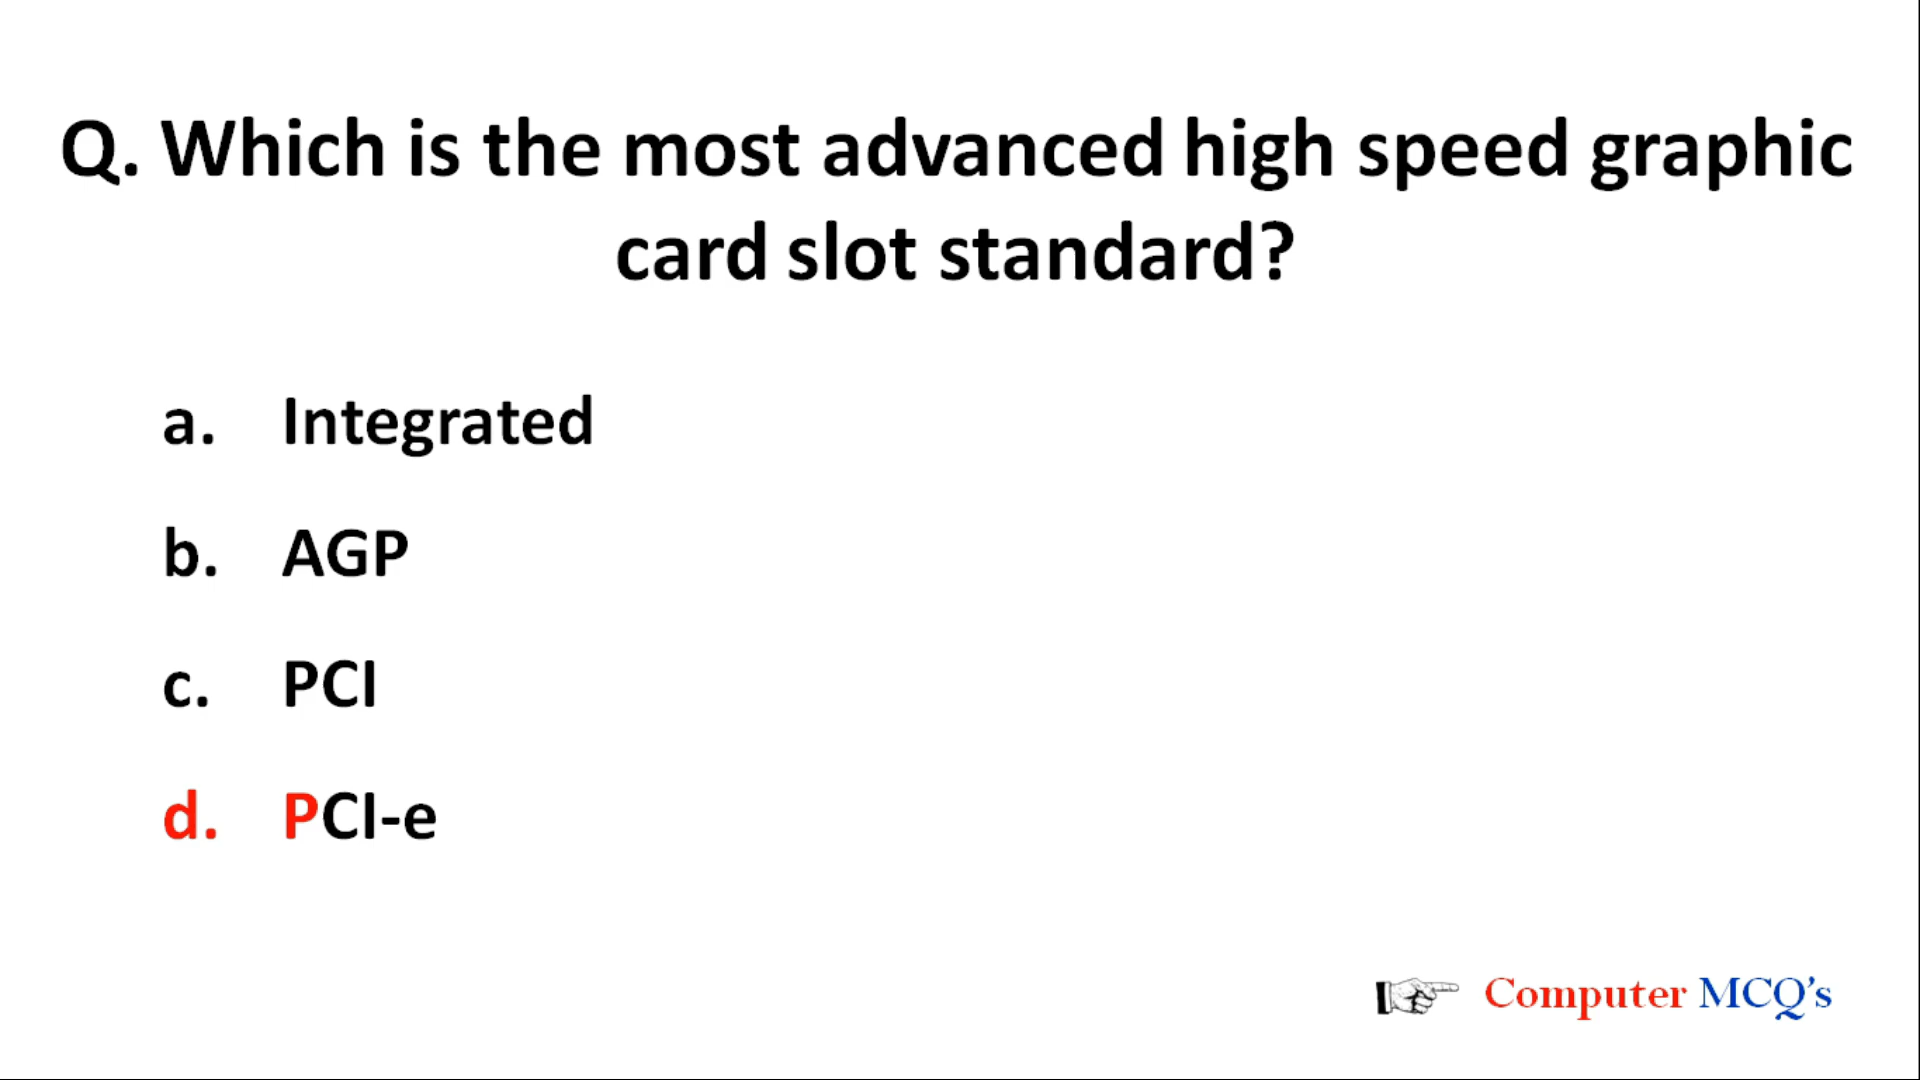 Q. Which is the most advanced high speed graphic
card slot standard?
a. Integrated
b. AGP
c. PCI
d. PCI-e
Computer MCQ’s